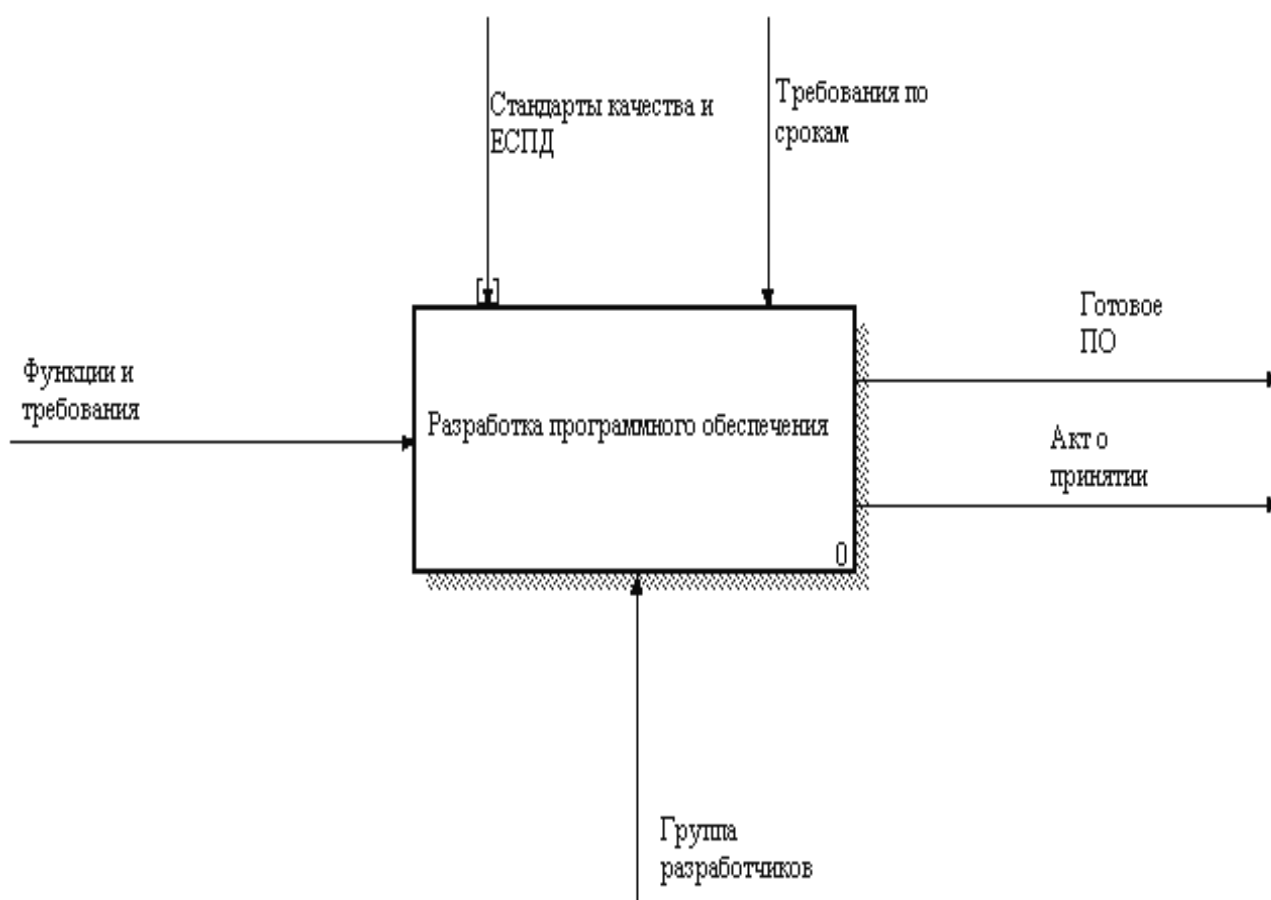 Стандарты качества и
ЕСПД
Требования по
срокам
[ ]
Готовое
ПО
Функции и
требования
Разработка программного обеспечения
Акт о
принятии
0
Группа
разработчиков